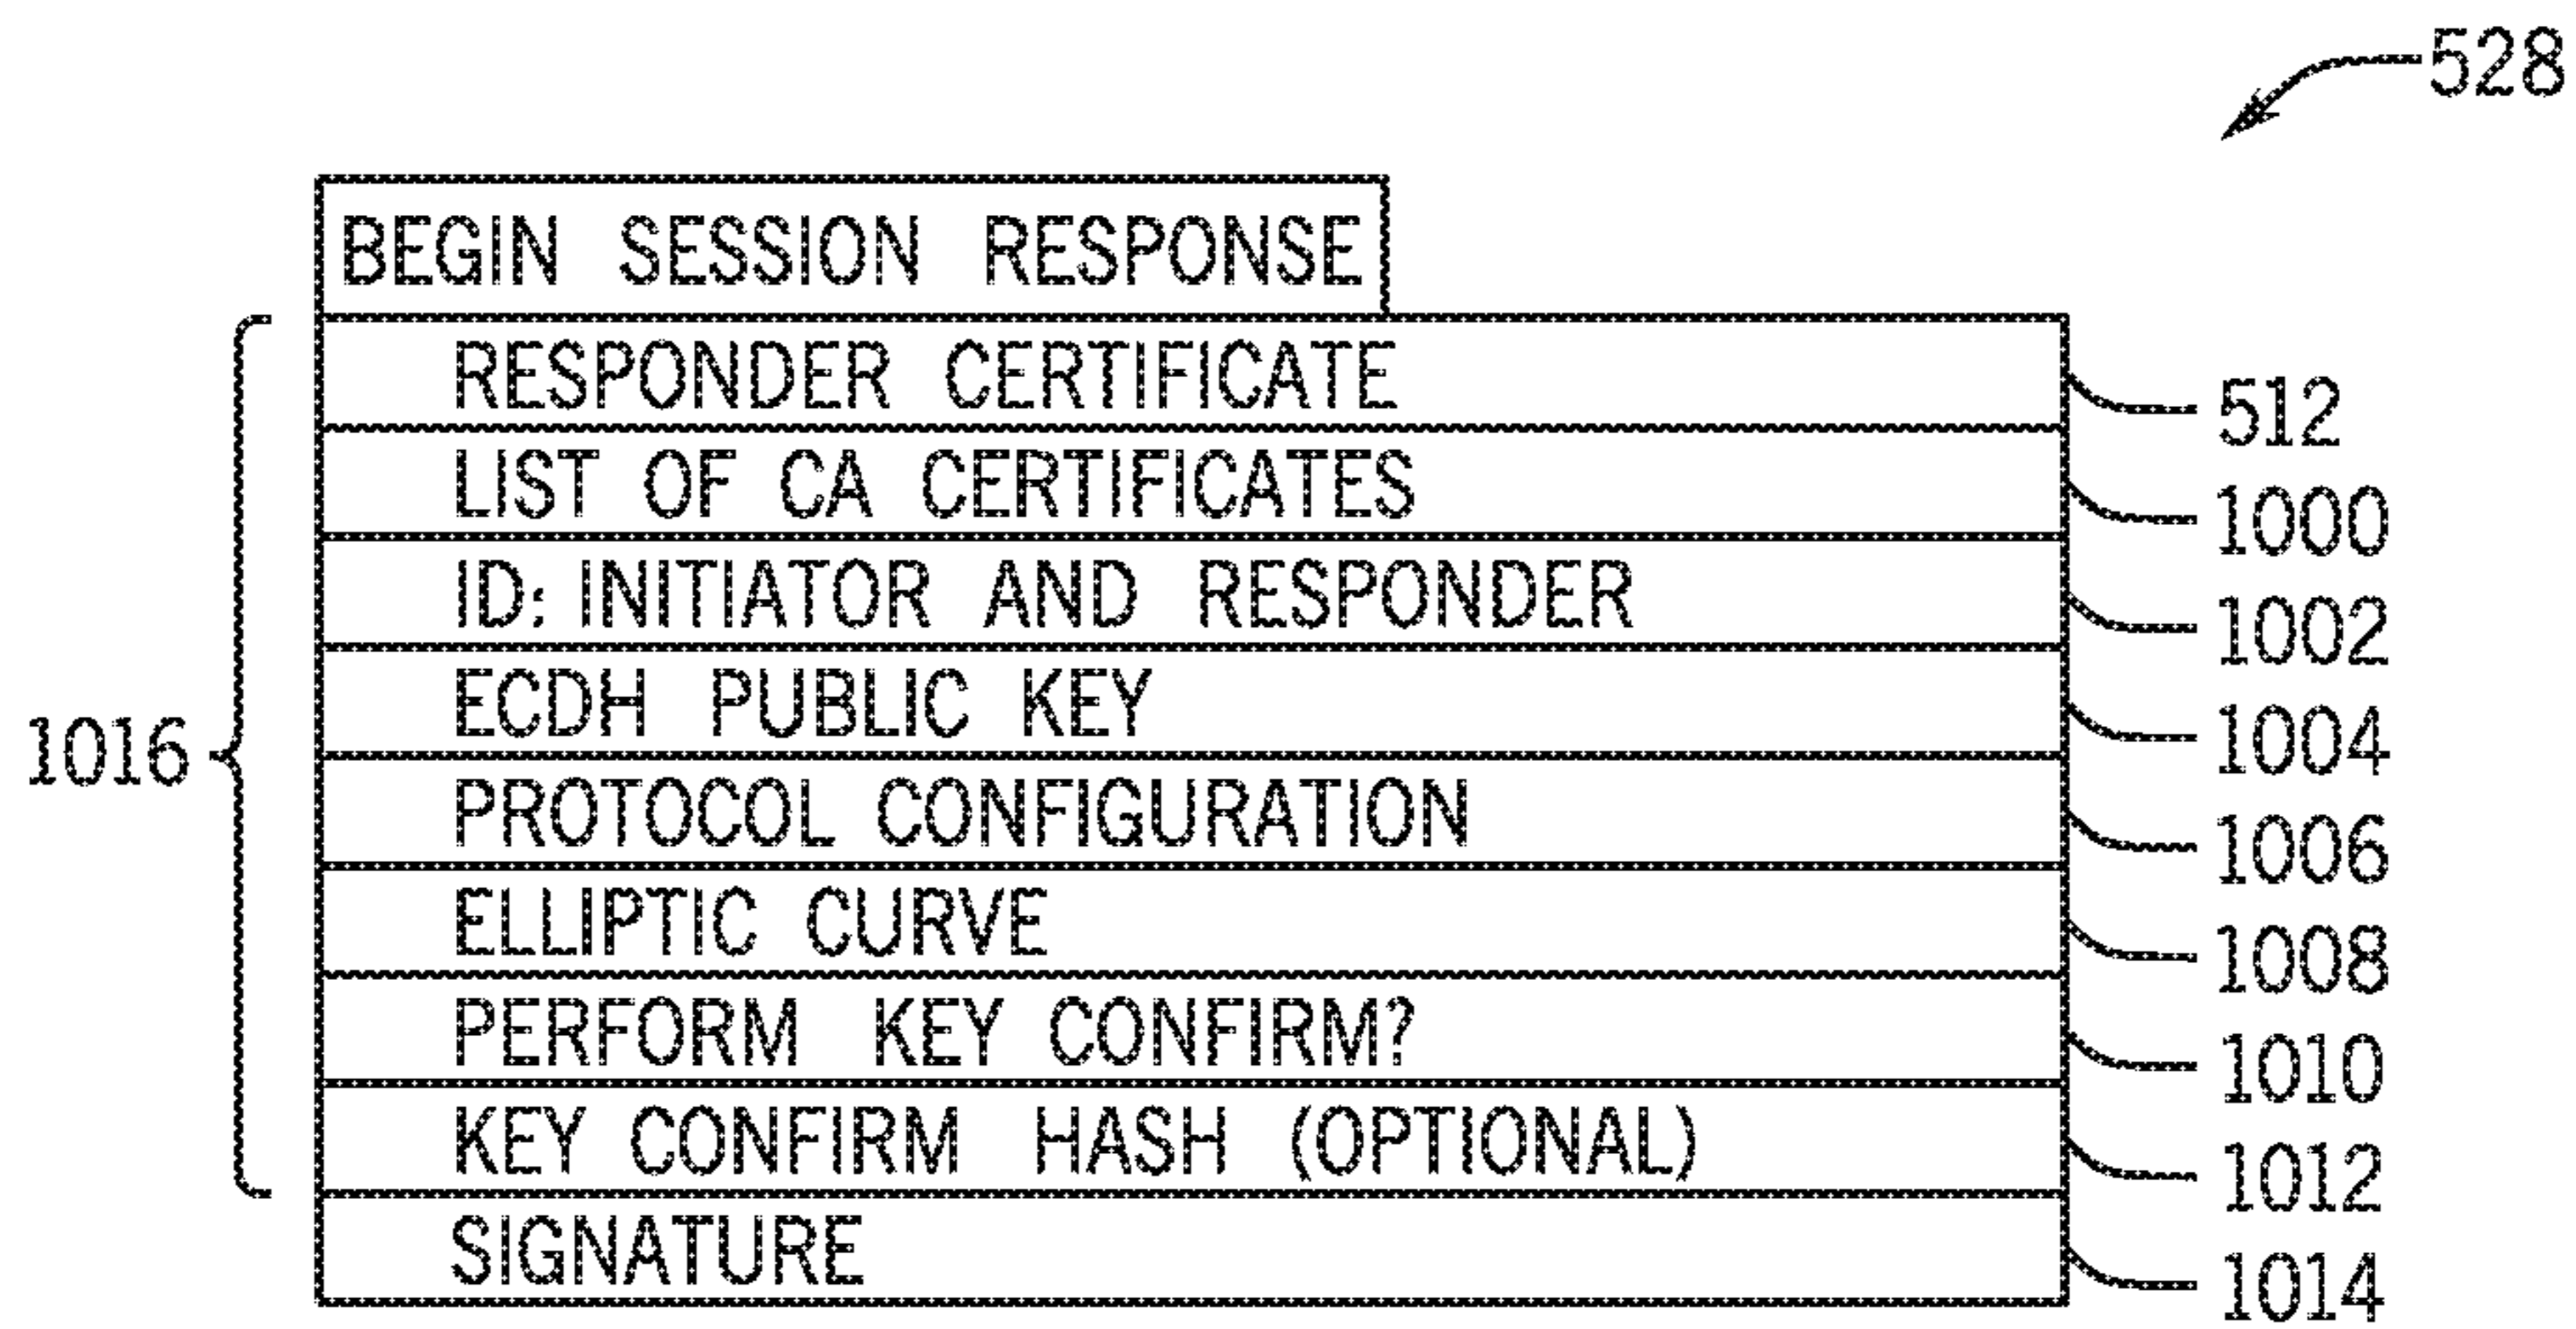 528
BEGIN SESSION RESPONSE
RESPONDER CERTIFICATE
512
LIST OF CA CERTIFICATES
1000
ID: INITIATOR AND RESPONDER
1002
ECDH PUBLIC KEY
1004
1016
PROTOCOL CONFIGURATION
1006
ELLIPTIC CURVE
1008
PERFORM KEY CONFIRM?
1010
KEY CONFIRM HASH (OPTIONAL)
1012
SIGNATURE
1014